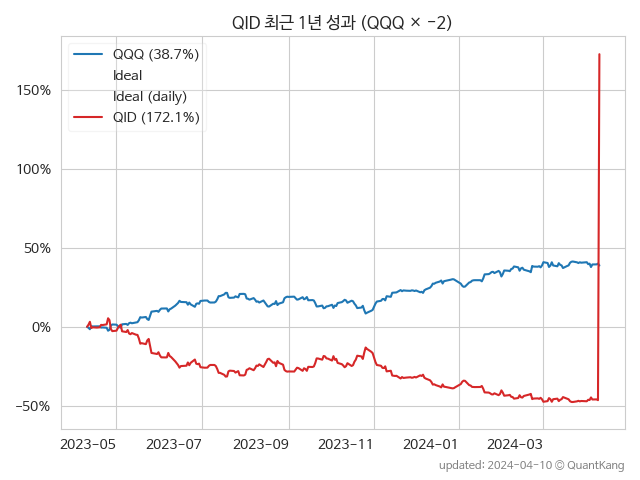 QID 최근 1년 성과 (QQQ × −2)
QQQ (38.7%)
Ideal
Ideal (daily)
QID (172.1%)
150%
100%
50%
0%
−50%
2023−05 2023−07 2023−09 2023−11 2024−01 2024−03
updated: 2024−04−10 © QuantKang